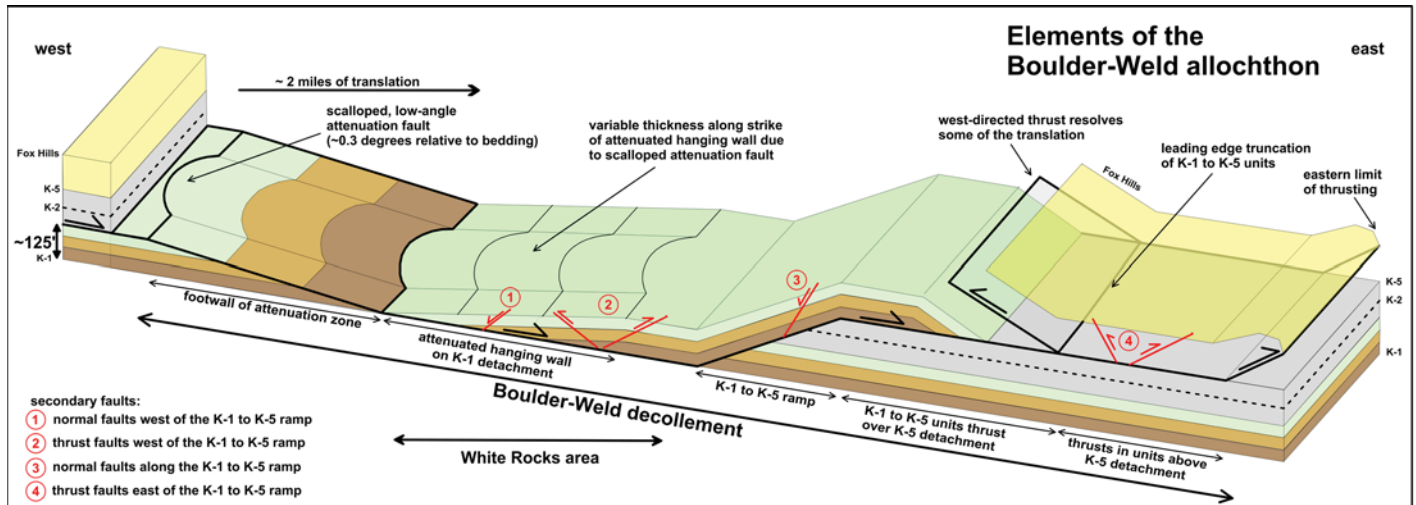 Elements of the
Boulder-Weld allochthon
west
east
~ 2 miles of translation
scalloped, low-angle
attenuation fault
(~0.3 degrees relative to bedding)
variable thickness along strike
of attenuated hanging wall due
to scalloped attenuation fault
west-directed thrust resolves
some of the translation
leading edge truncation
of K-1 to K-5 units
eastern limit
of thrusting
Fox Hills
K-5
K-2
~125'
K-1
Fox Hills
K-5
K-2
K-1
1
2
3
4
footwall of attenuation zone
attenuated hanging wall
on K-1 detachment
K-1 to K-5 ramp
K-1 to K-5 units thrust
over K-5 detachment
thrusts in units above
K-5 detachment
Boulder-Weld decollement
White Rocks area
secondary faults:
1 normal faults west of the K-1 to K-5 ramp
2 thrust faults west of the K-1 to K-5 ramp
3 normal faults along the K-1 to K-5 ramp
4 thrust faults east of the K-1 to K-5 ramp